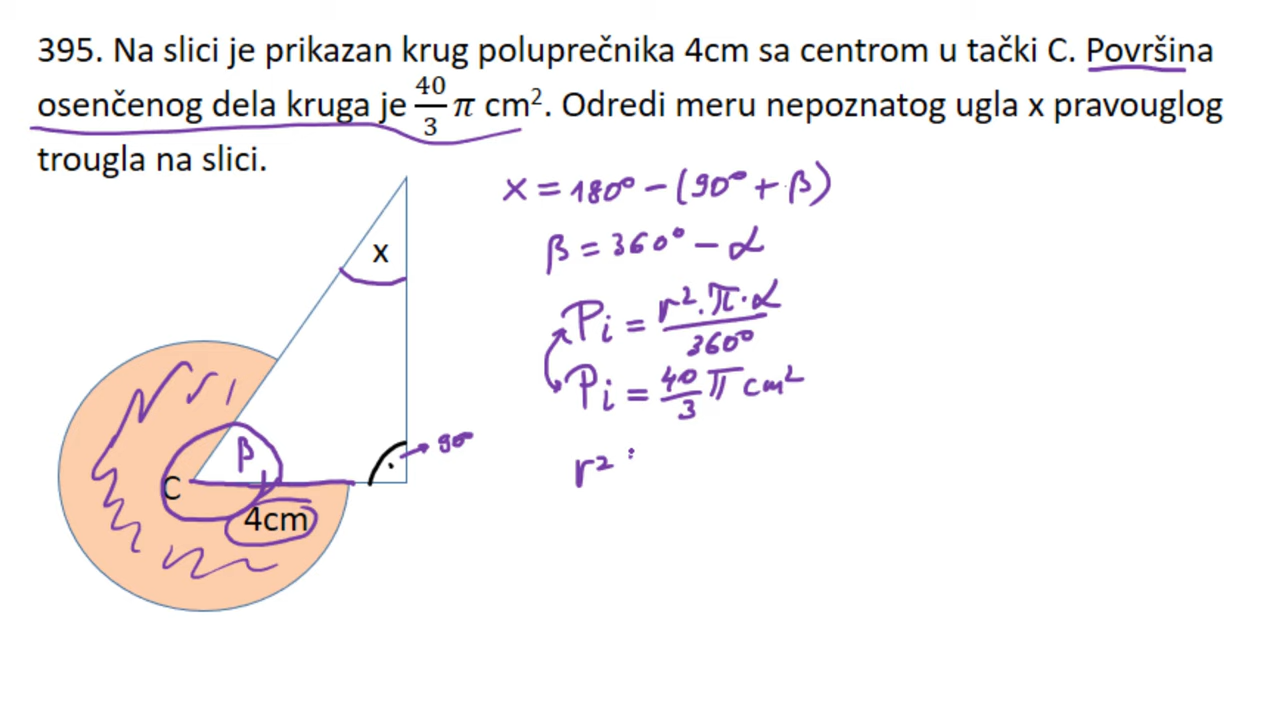 395. Na slici je prikazan krug poluprečnika 4cm sa centrom u tački C. Površina
osenčenog dela kruga je 40/3 π cm². Odredi meru nepoznatog ugla x pravouglog
trougla na slici.
x = 180° - (90° + β)
β = 360° - α
Pi = r²·π·α/360°
Pi = 40/3 π cm²
r² :
x
β
90°
C
4cm